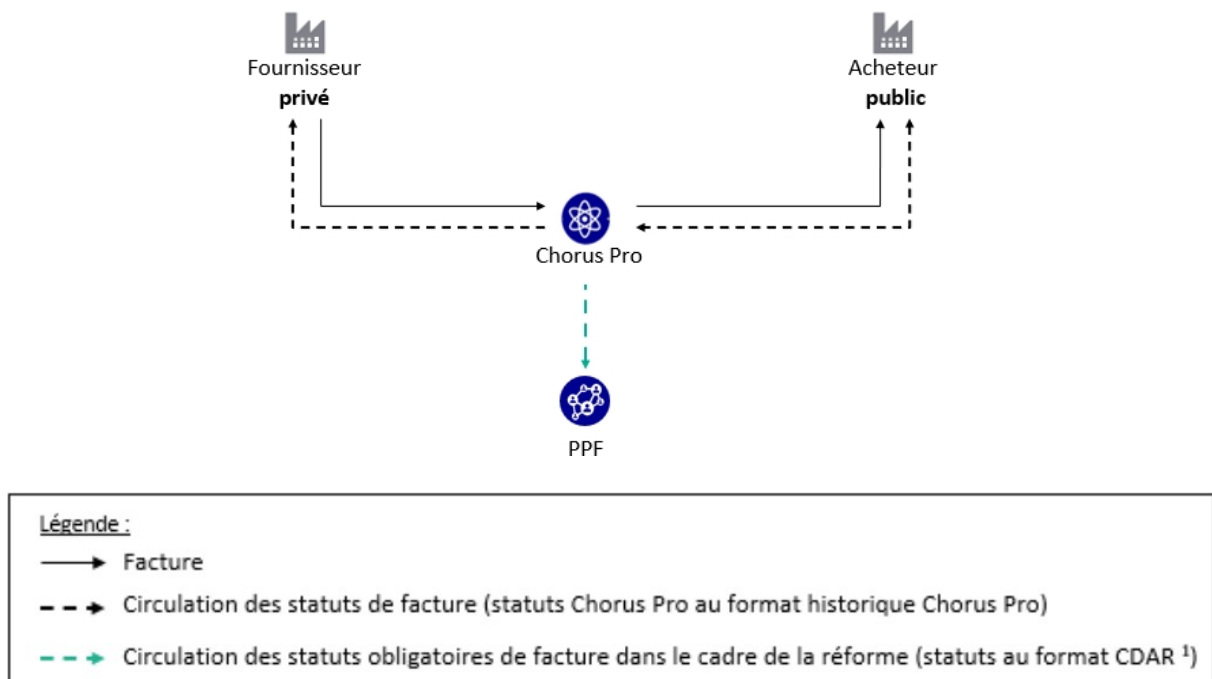 Fournisseur
privé
Acheteur
public
Chorus Pro
PPF
Légende :
Facture
Circulation des statuts de facture (statuts Chorus Pro au format historique Chorus Pro)
Circulation des statuts obligatoires de facture dans le cadre de la réforme (statuts au format CDAR ¹)